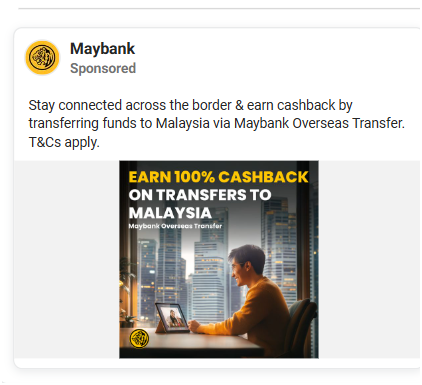 Maybank
Sponsored
Stay connected across the border & earn cashback by
transferring funds to Malaysia via Maybank Overseas Transfer.
T&Cs apply.
EARN 100% CASHBACK
ON TRANSFERS TO
MALAYSIA
Maybank Overseas Transfer